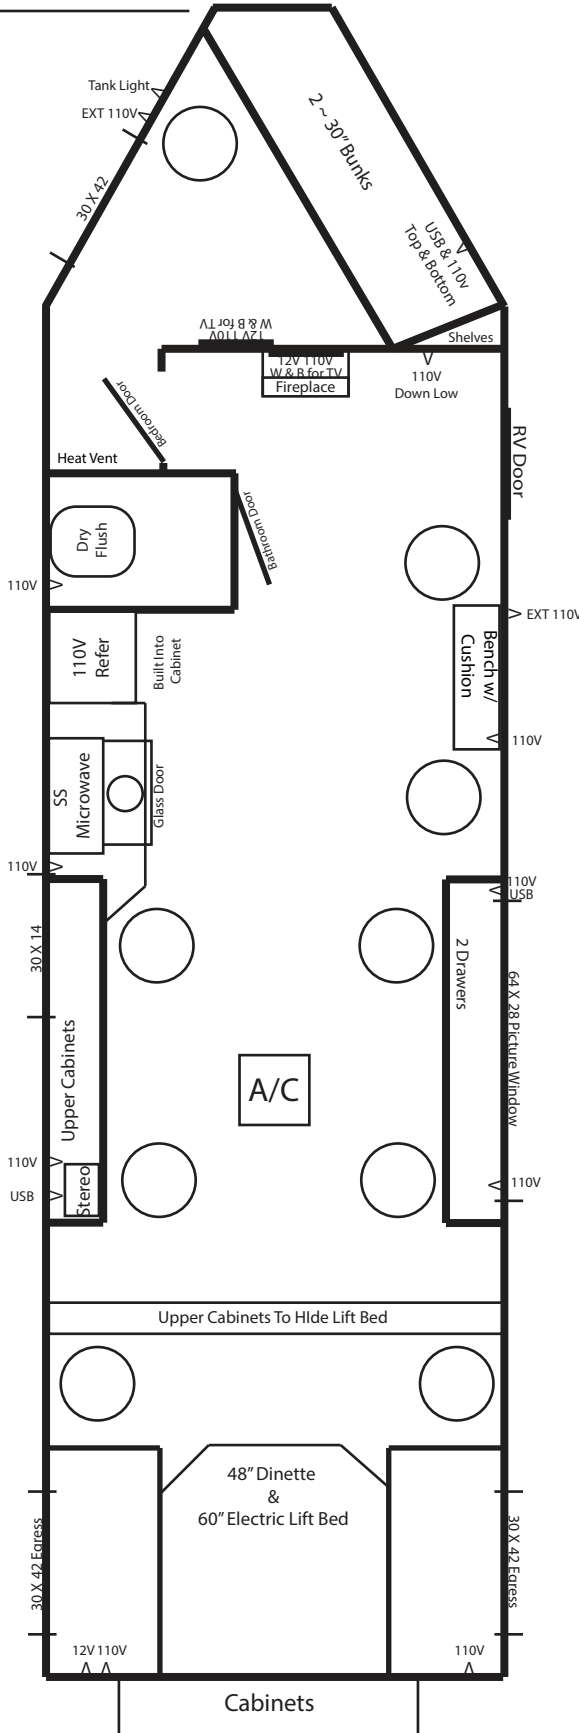 Tank Light
EXT 110V
30 X 42
2 ~ 30" Bunks
USB & 110v
Top & Bottom
12V 110V
W & B for TV
Shelves
12V 110V
W & B for TV
Fireplace
110V
Down Low
Bedroom Door
RV Door
Heat Vent
Dry
Flush
Bathroom Door
110V
EXT 110V
110V
Refer
Built Into
Cabinet
Bench w/
Cushion
110V
SS
Microwave
Glass Door
110V
110V
USB
30 X 14
2 Drawers
64 X 28 Picture Window
Upper Cabinets
A/C
110V
USB
Stereo
110V
Upper Cabinets To HIde Lift Bed
48" Dinette
&
60" Electric Lift Bed
30 X 42 Egress
30 X 42 Egress
12V 110V
110V
Cabinets